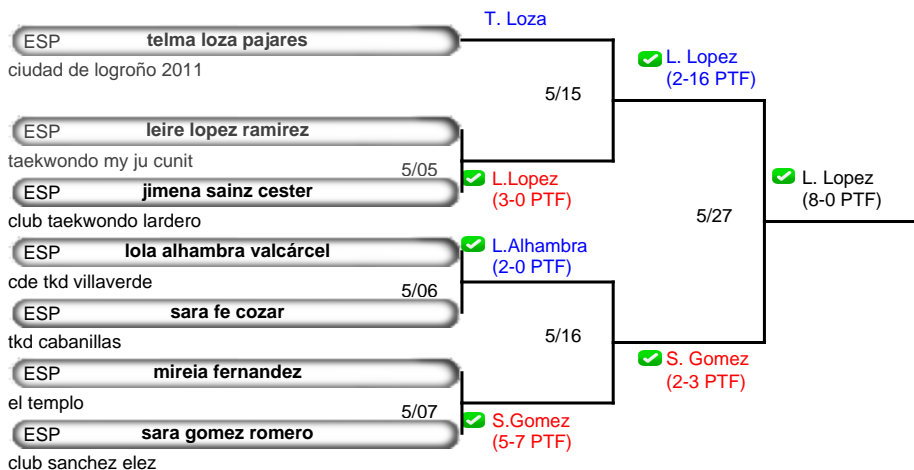 T. Loza
ESP telma loza pajares
ciudad de logroño 2011
L. Lopez
(2-16 PTF)
5/15
ESP leire lopez ramirez
taekwondo my ju cunit
5/05
L.Lopez
(3-0 PTF)
L. Lopez
(8-0 PTF)
ESP jimena sainz cester
club taekwondo lardero
5/27
ESP lola alhambra valcárcel
L.Alhambra
(2-0 PTF)
cde tkd villaverde
5/06
ESP sara fe cozar
tkd cabanillas
5/16
S. Gomez
(2-3 PTF)
ESP mireia fernandez
el templo
5/07
S.Gomez
(5-7 PTF)
ESP sara gomez romero
club sanchez elez